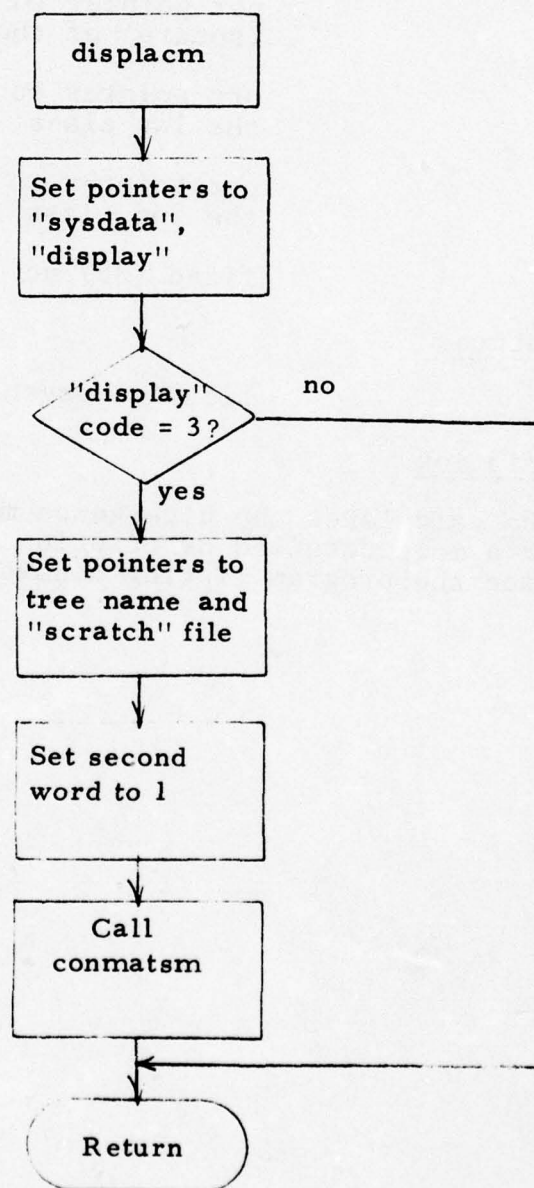 displacm
Set pointers to
"sysdata",
"display"
"display"
code = 3?
no
yes
Set pointers to
tree name and
"scratch" file
Set second
word to 1
Call
conmatsm
Return